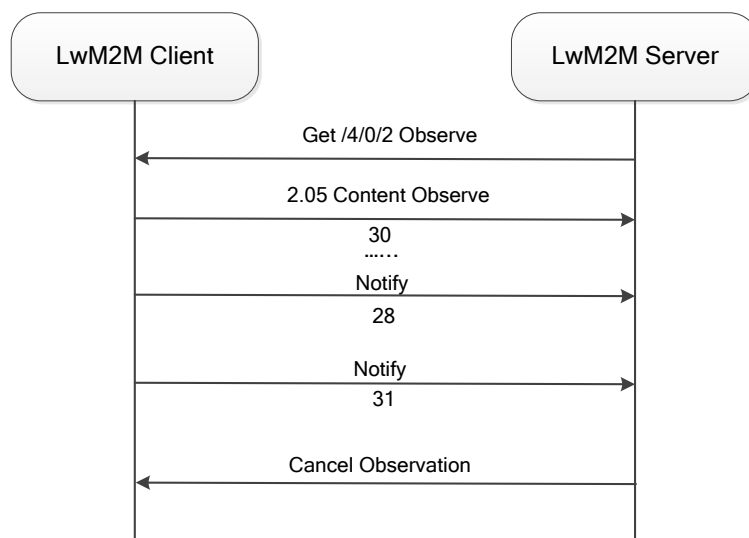 LwM2M Client
LwM2M Server
Get /4/0/2 Observe
2.05 Content Observe
30
……
Notify
28
Notify
31
Cancel Observation